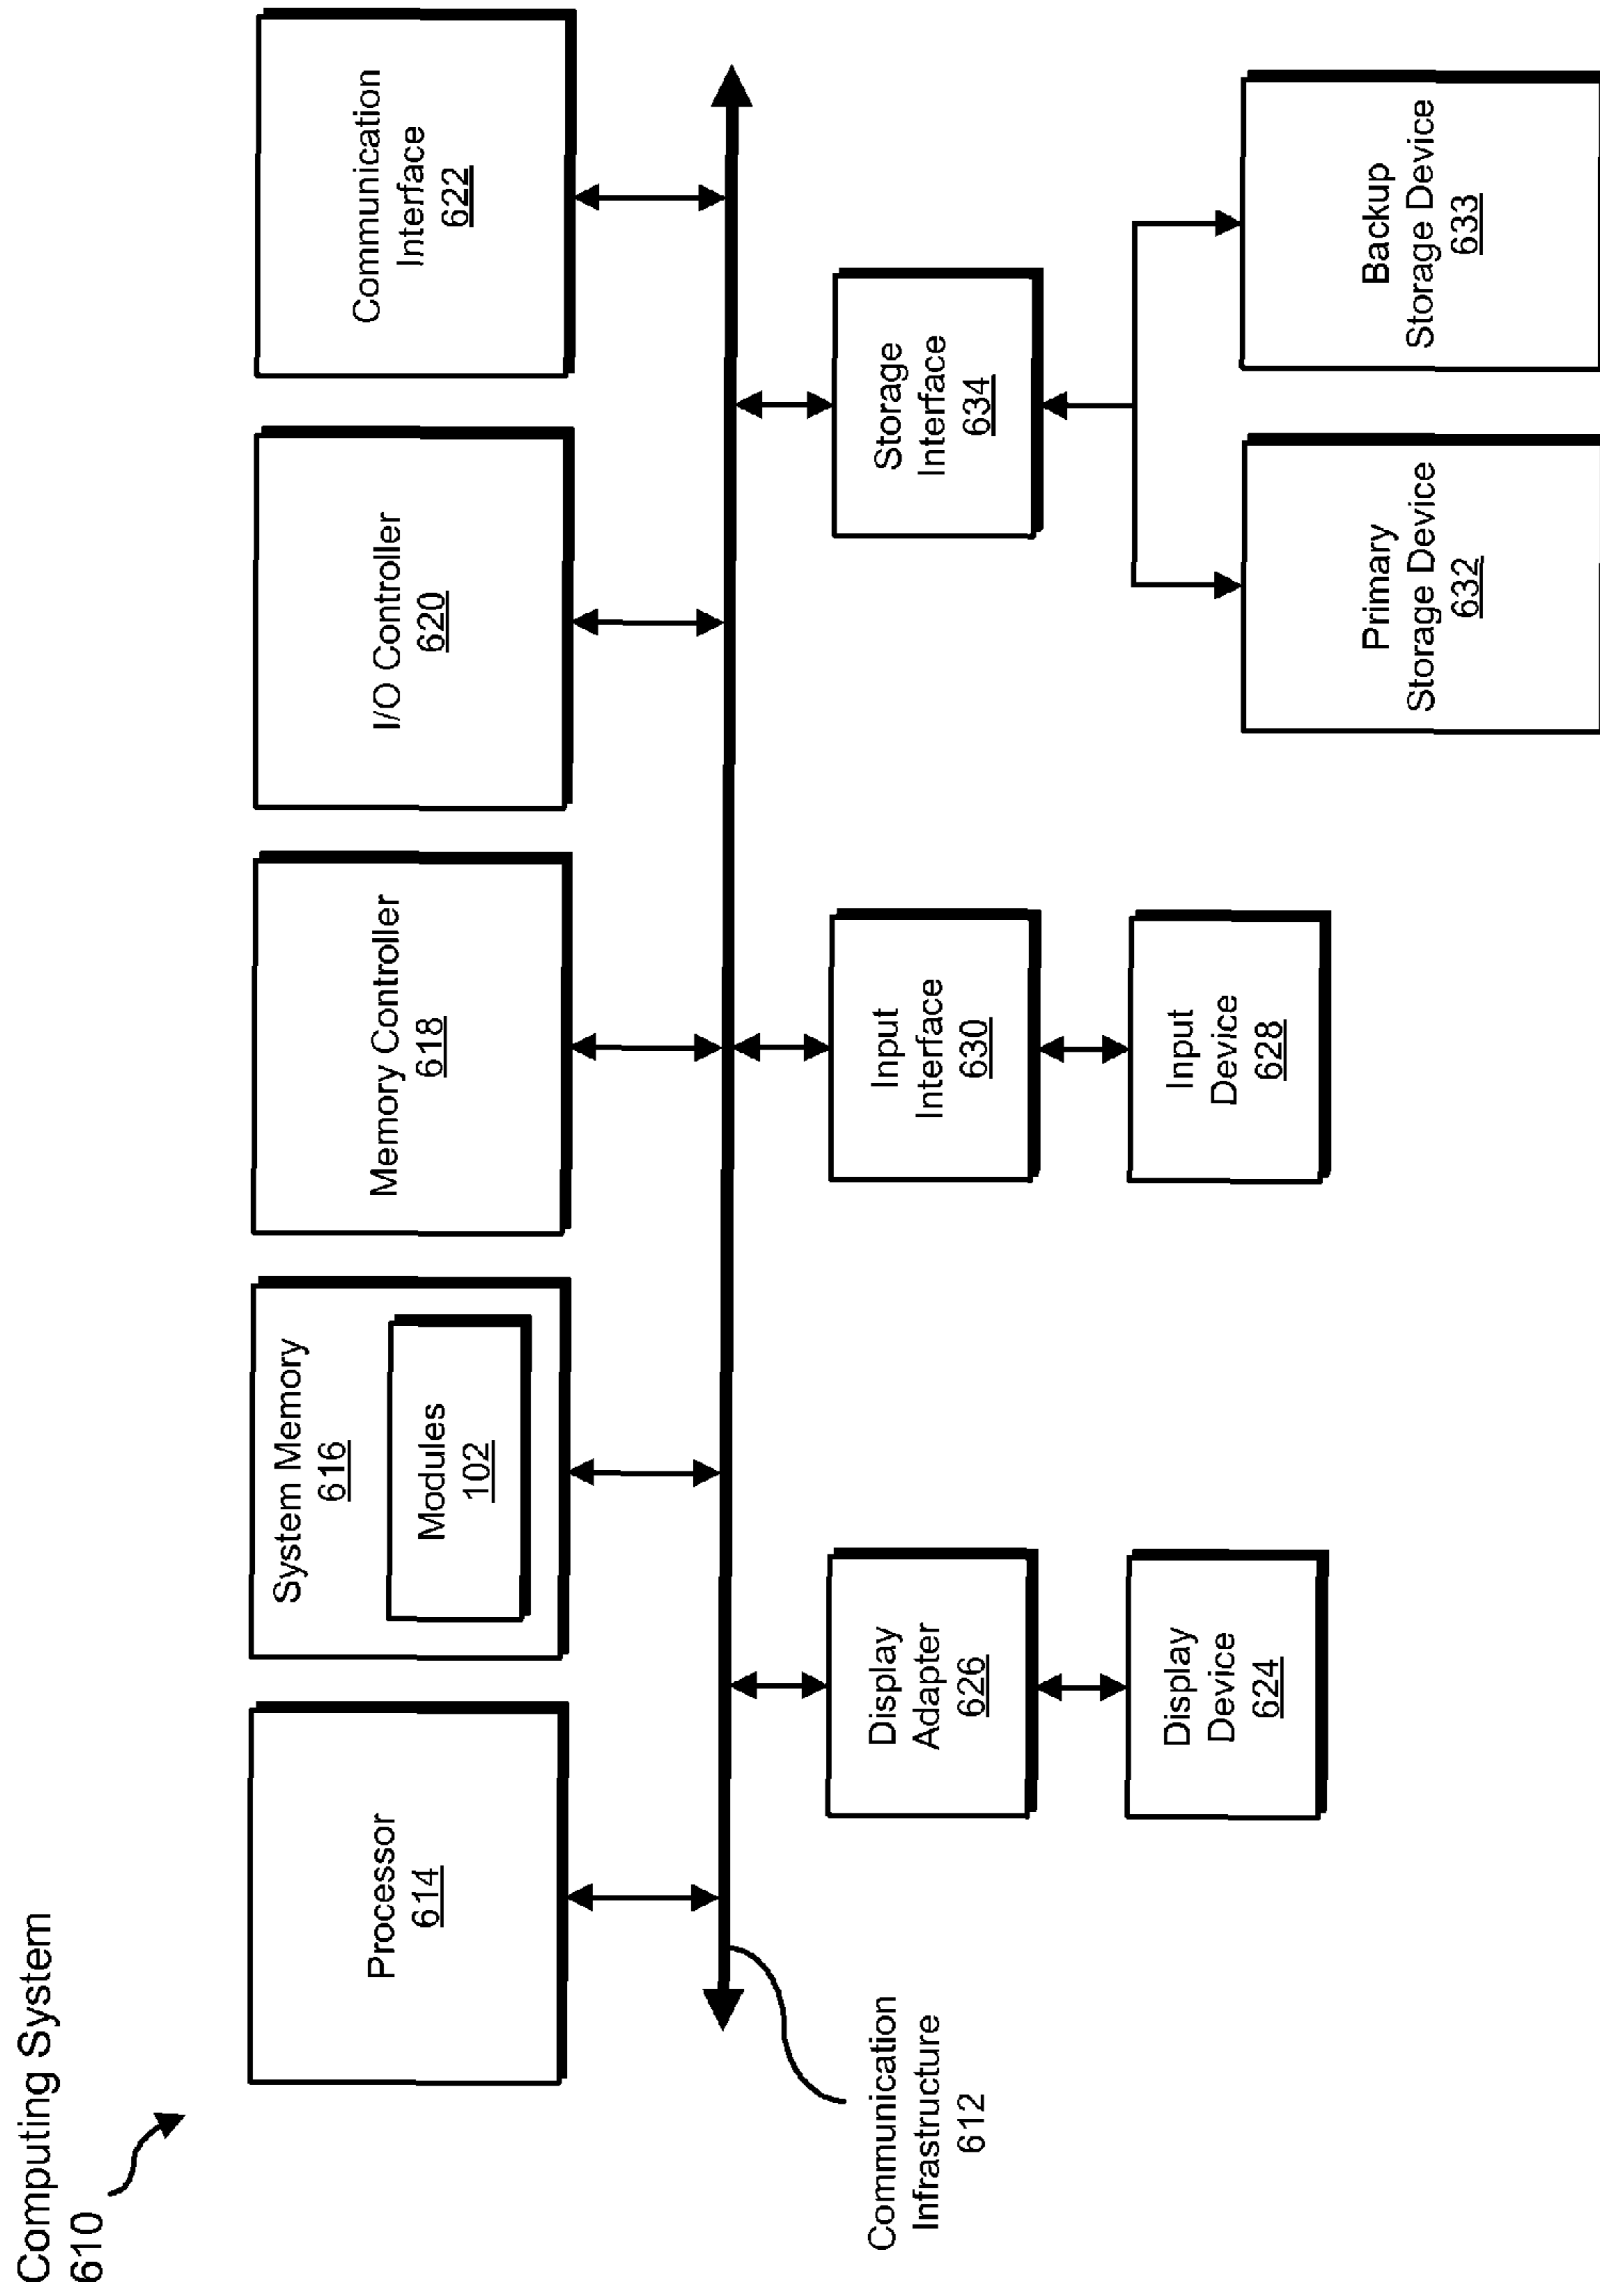 Computing System
610
Processor
614
System Memory
616
Modules
102
Memory Controller
618
I/O Controller
620
Communication
Interface
622
Communication
Infrastructure
612
Display
Adapter
626
Input
Interface
630
Storage
Interface
634
Display
Device
624
Input
Device
628
Primary
Storage Device
632
Backup
Storage Device
633